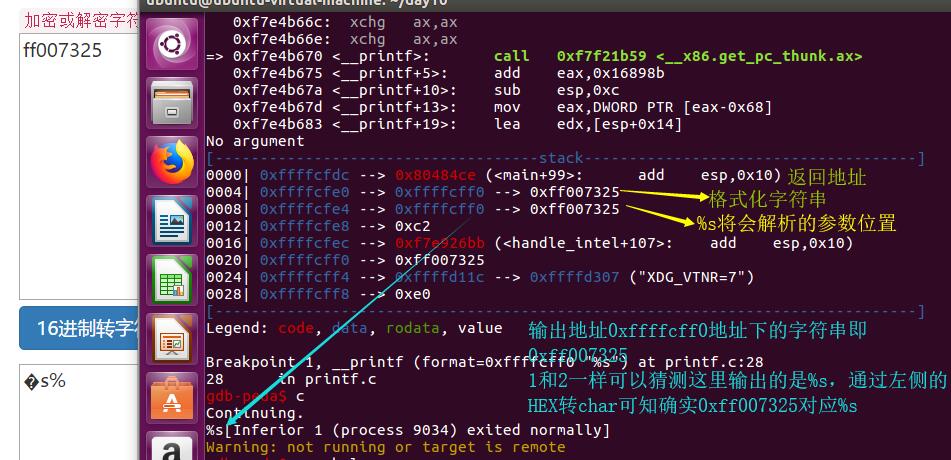 ubuntu@ubuntu-virtual-machine: ~/day10
加密或解密字符
ff007325
16进制转字符
�s%
0xf7e4b66c: xchg ax,ax
0xf7e4b66e: xchg ax,ax
=> 0xf7e4b670 <__printf>: call 0xf7f21b59 <__x86.get_pc_thunk.ax>
0xf7e4b675 <__printf+5>: add eax,0x16898b
0xf7e4b67a <__printf+10>: sub esp,0xc
0xf7e4b67d <__printf+13>: mov eax,DWORD PTR [eax-0x68]
0xf7e4b683 <__printf+19>: lea edx,[esp+0x14]
No argument
[------------------------------------stack-------------------------------------]
0000| 0xffffcfdc --> 0x80484ce (<main+99>: add esp,0x10) 返回地址
0004| 0xffffcfe0 --> 0xffffcff0 --> 0xff007325 格式化字符串
0008| 0xffffcfe4 --> 0xffffcff0 --> 0xff007325 %s将会解析的参数位置
0012| 0xffffcfe8 --> 0xc2
0016| 0xffffcfec --> 0xf7e926bb (<handle_intel+107>: add esp,0x10)
0020| 0xffffcff0 --> 0xff007325
0024| 0xffffcff4 --> 0xffffd11c --> 0xffffd307 ("XDG_VTNR=7")
0028| 0xffffcff8 --> 0xe0
[------------------------------------------------------------------------------]
Legend: code, data, rodata, value
输出地址0xffffcff0地址下的字符串即
0xff007325
1和2一样可以猜测这里输出的是%s，通过左侧的
HEX转char可知确实0xff007325对应%s
Breakpoint 1, __printf (format=0xffffcff0 "%s") at printf.c:28
28 in printf.c
gdb-peda$ c
Continuing.
%s[Inferior 1 (process 9034) exited normally]
Warning: not running or target is remote